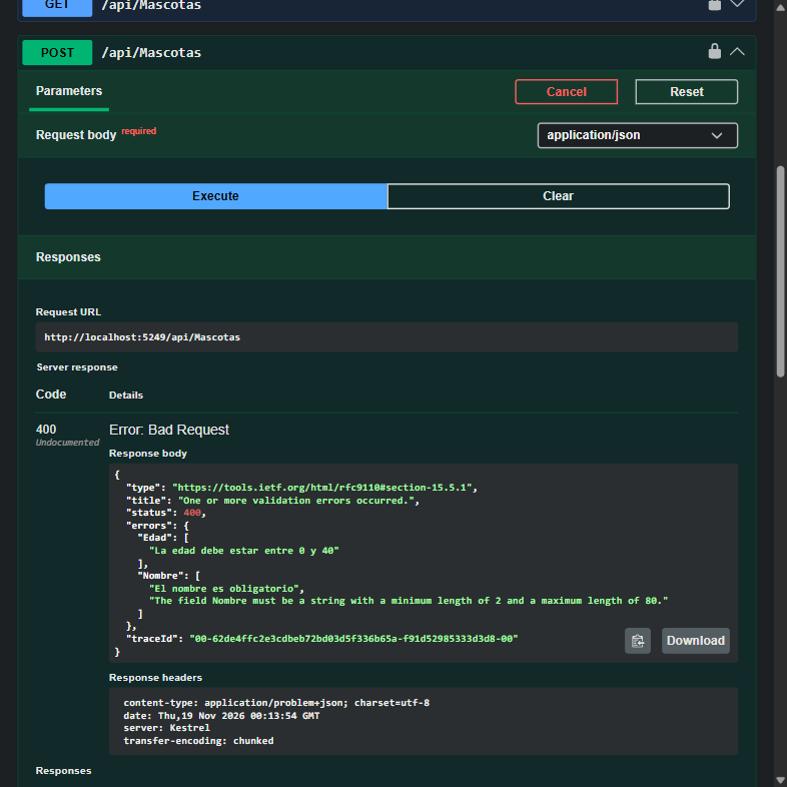 GET /api/Mascotas
POST /api/Mascotas
Parameters
Cancel
Reset
Request body required
application/json
Execute
Clear
Responses
Request URL
http://localhost:5249/api/Mascotas
Server response
Code
Details
400
Undocumented
Error: Bad Request
Response body
{
"type": "https://tools.ietf.org/html/rfc9110#section-15.5.1",
"title": "One or more validation errors occurred.",
"status": 400,
"errors": {
"Edad": [
"La edad debe estar entre 0 y 40"
],
"Nombre": [
"El nombre es obligatorio",
"The field Nombre must be a string with a minimum length of 2 and a maximum length of 80."
]
},
"traceId": "00-62de4ffc2e3cdbeb72bd03d5f336b65a-f91d52985333d3d8-00"
}
Download
Response headers
content-type: application/problem+json; charset=utf-8
date: Thu,19 Nov 2026 00:13:54 GMT
server: Kestrel
transfer-encoding: chunked
Responses